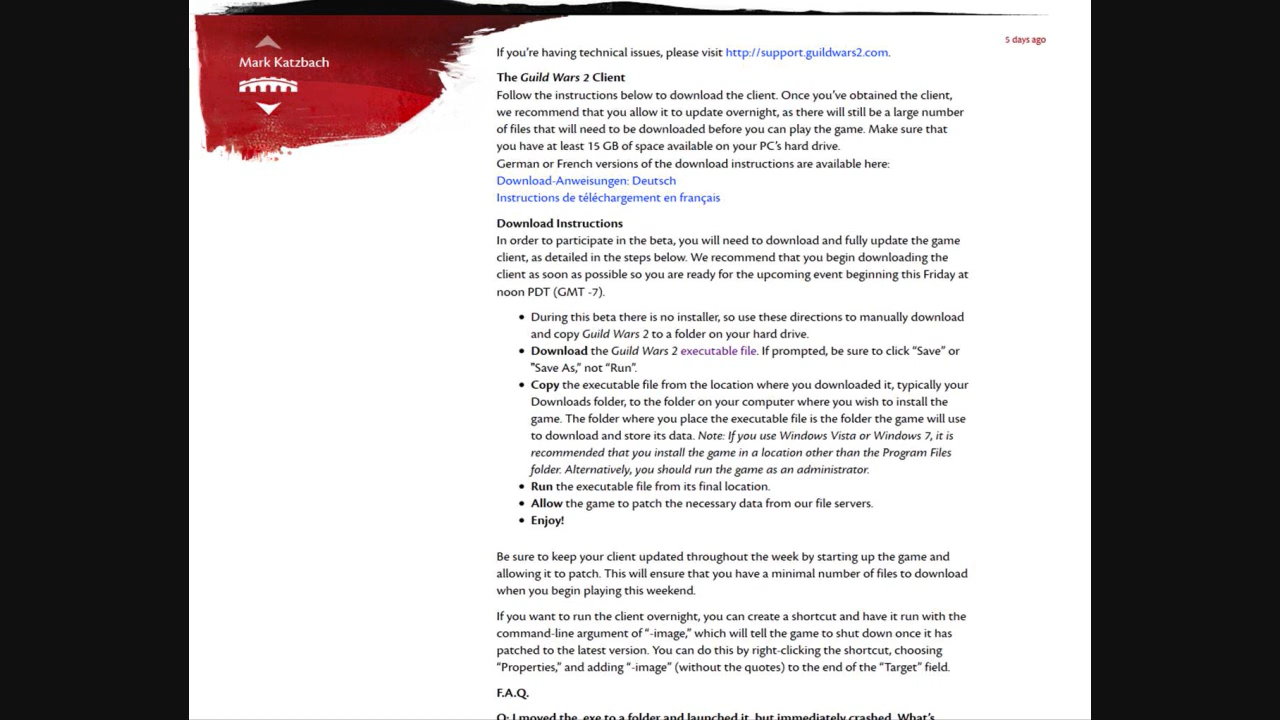 5 days ago
Mark Katzbach
If you're having technical issues, please visit http://support.guildwars2.com.
The Guild Wars 2 Client
Follow the instructions below to download the client. Once you've obtained the client,
we recommend that you allow it to update overnight, as there will still be a large number
of files that will need to be downloaded before you can play the game. Make sure that
you have at least 15 GB of space available on your PC's hard drive.
German or French versions of the download instructions are available here:
Download-Anweisungen: Deutsch
Instructions de téléchargement en français
Download Instructions
In order to participate in the beta, you will need to download and fully update the game
client, as detailed in the steps below. We recommend that you begin downloading the
client as soon as possible so you are ready for the upcoming event beginning this Friday at
noon PDT (GMT -7).
• During this beta there is no installer, so use these directions to manually download
and copy Guild Wars 2 to a folder on your hard drive.
• Download the Guild Wars 2 executable file. If prompted, be sure to click “Save” or
"Save As,” not “Run”.
• Copy the executable file from the location where you downloaded it, typically your
Downloads folder, to the folder on your computer where you wish to install the
game. The folder where you place the executable file is the folder the game will use
to download and store its data. Note: If you use Windows Vista or Windows 7, it is
recommended that you install the game in a location other than the Program Files
folder. Alternatively, you should run the game as an administrator.
• Run the executable file from its final location.
• Allow the game to patch the necessary data from our file servers.
• Enjoy!
Be sure to keep your client updated throughout the week by starting up the game and
allowing it to patch. This will ensure that you have a minimal number of files to download
when you begin playing this weekend.
If you want to run the client overnight, you can create a shortcut and have it run with the
command-line argument of “-image,” which will tell the game to shut down once it has
patched to the latest version. You can do this by right-clicking the shortcut, choosing
“Properties,” and adding “-image” (without the quotes) to the end of the “Target” field.
F.A.Q.
Q: I moved the .exe to a folder and launched it, but immediately crashed. What's